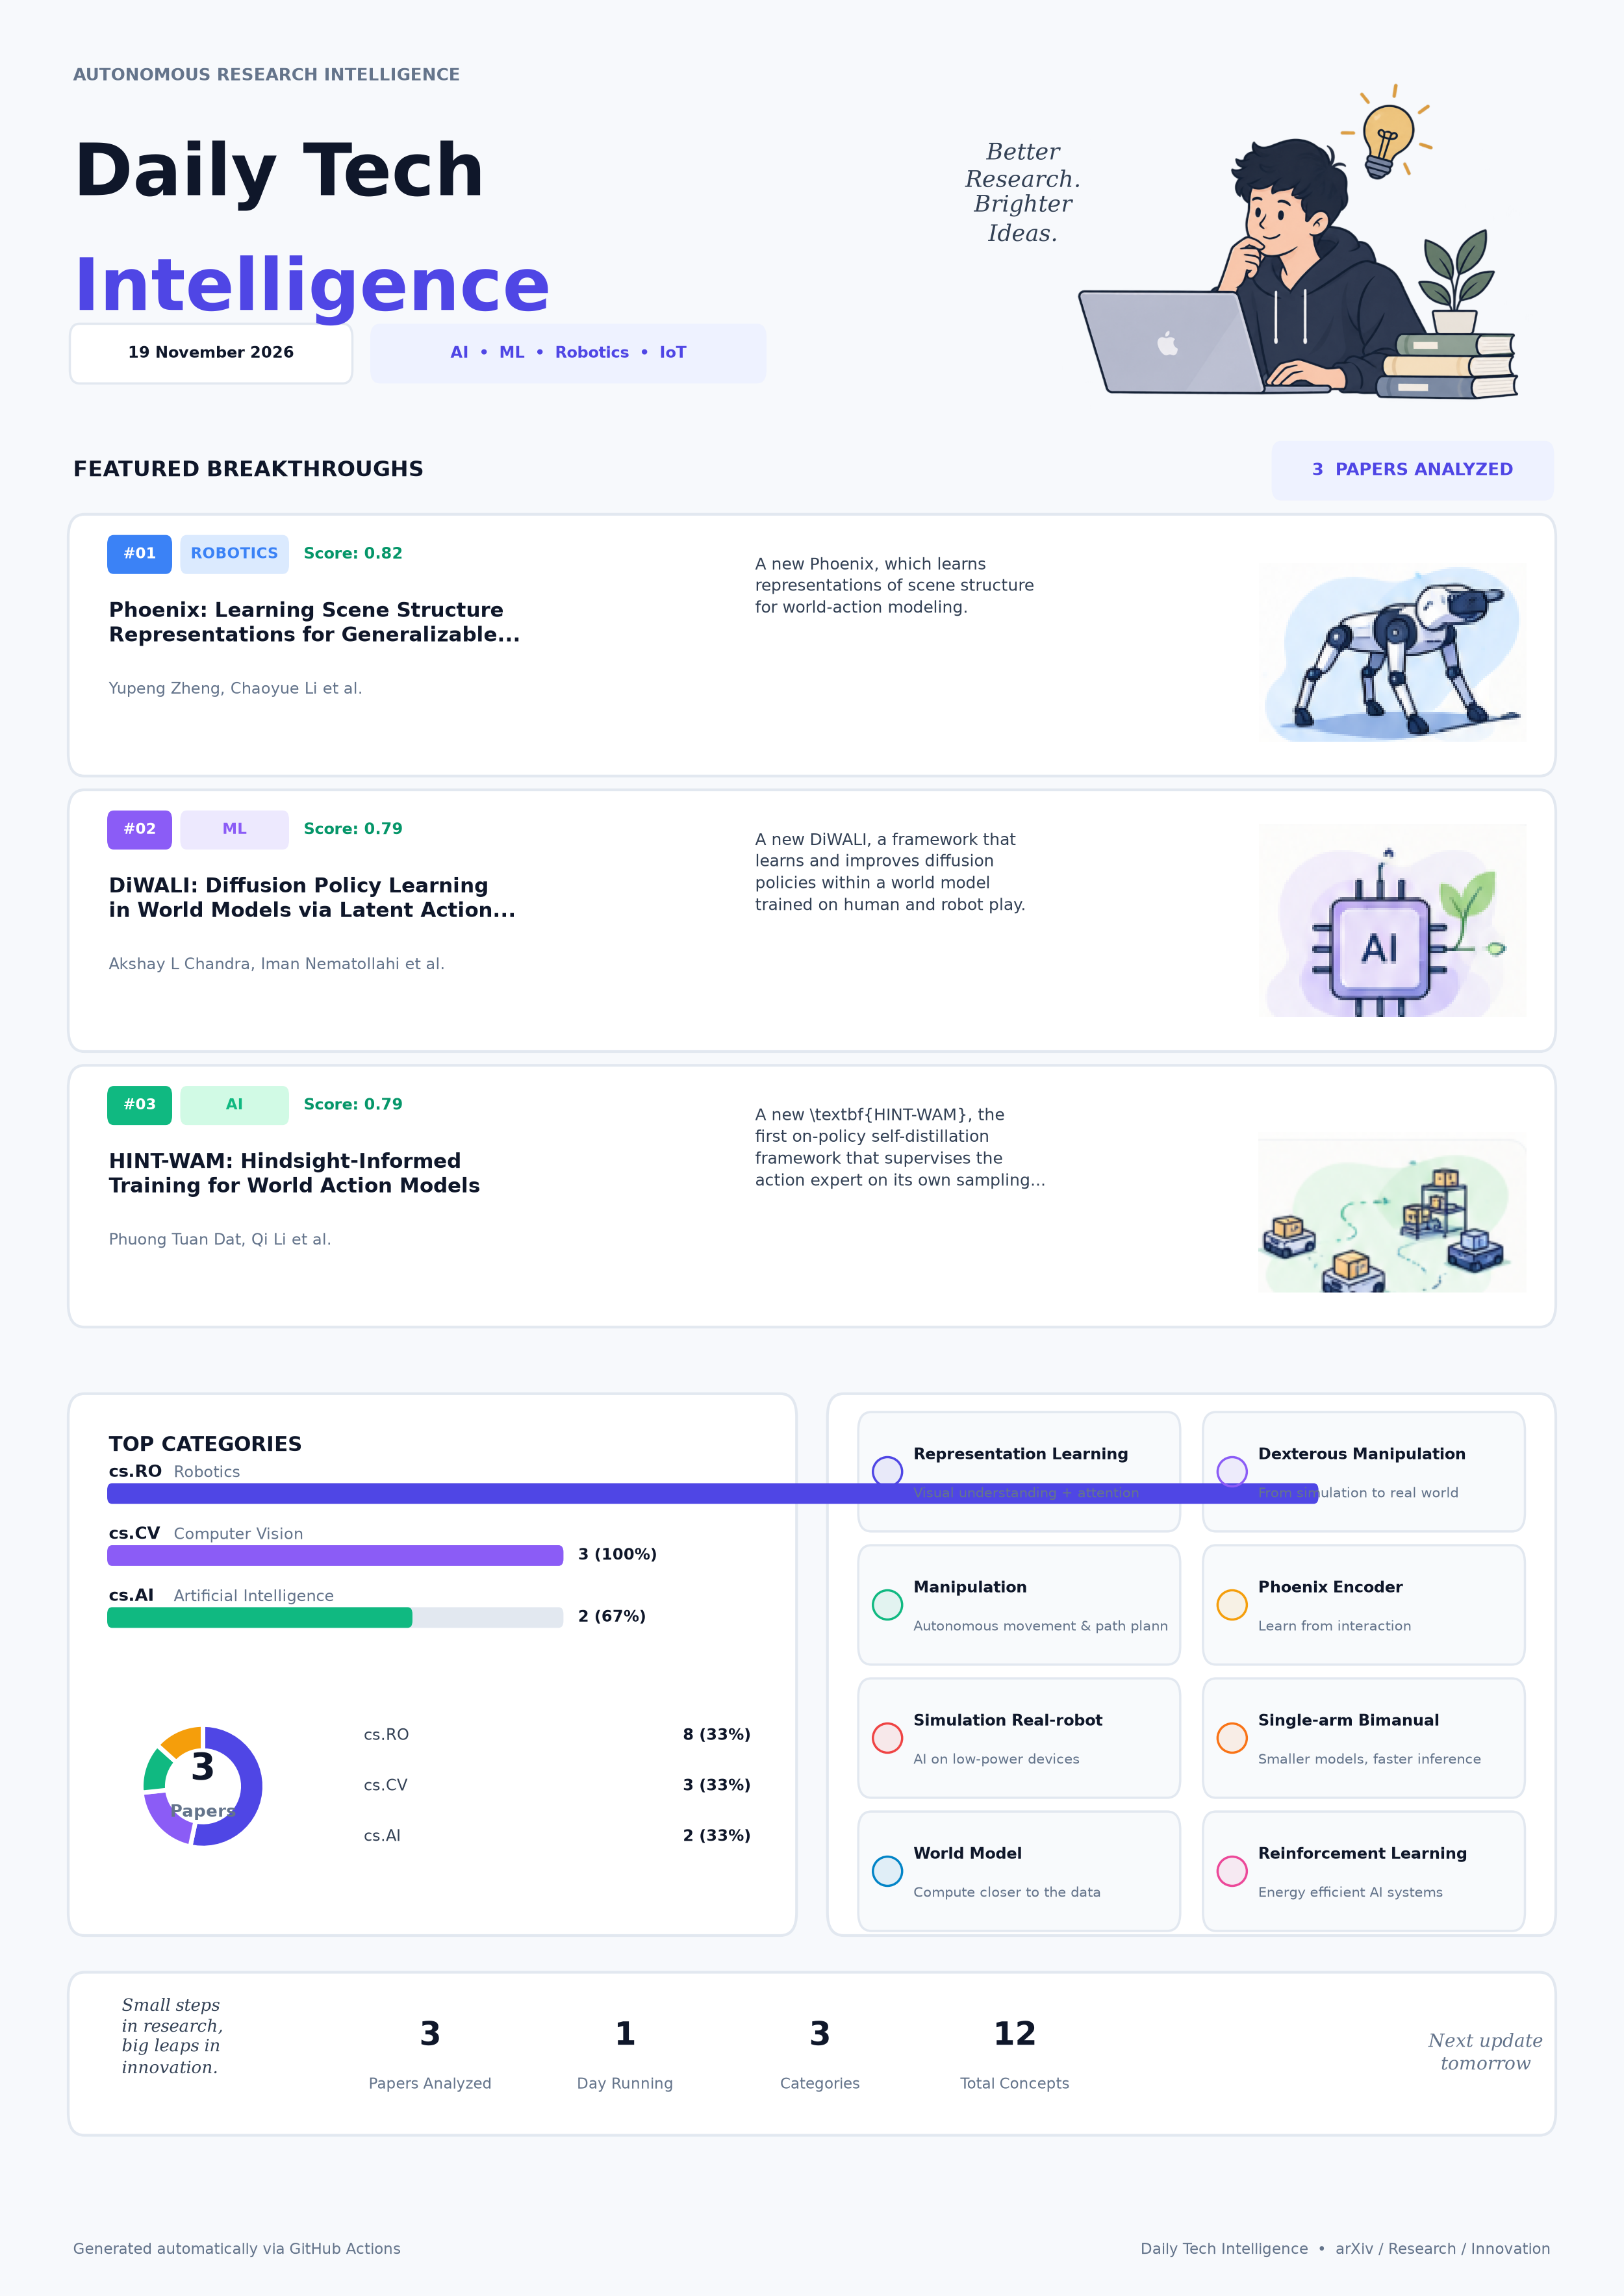 AUTONOMOUS RESEARCH INTELLIGENCE
Daily Tech
Intelligence
19 November 2026
AI • ML • Robotics • IoT
Better
Research.
Brighter
Ideas.
FEATURED BREAKTHROUGHS
3 PAPERS ANALYZED
#01
ROBOTICS
Score: 0.82
Phoenix: Learning Scene Structure
Representations for Generalizable...
Yupeng Zheng, Chaoyue Li et al.
A new Phoenix, which learns
representations of scene structure
for world-action modeling.
#02
ML
Score: 0.79
DiWALI: Diffusion Policy Learning
in World Models via Latent Action...
Akshay L Chandra, Iman Nematollahi et al.
A new DiWALI, a framework that
learns and improves diffusion
policies within a world model
trained on human and robot play.
AI
#03
AI
Score: 0.79
HINT-WAM: Hindsight-Informed
Training for World Action Models
Phuong Tuan Dat, Qi Li et al.
A new \textbf{HINT-WAM}, the
first on-policy self-distillation
framework that supervises the
action expert on its own sampling...
TOP CATEGORIES
cs.RO Robotics
cs.CV Computer Vision
3 (100%)
cs.AI Artificial Intelligence
2 (67%)
3
Papers
cs.RO 8 (33%)
cs.CV 3 (33%)
cs.AI 2 (33%)
Representation Learning
Visual understanding + attention
Dexterous Manipulation
From simulation to real world
Manipulation
Autonomous movement & path plann
Phoenix Encoder
Learn from interaction
Simulation Real-robot
AI on low-power devices
Single-arm Bimanual
Smaller models, faster inference
World Model
Compute closer to the data
Reinforcement Learning
Energy efficient AI systems
Small steps
in research,
big leaps in
innovation.
3
Papers Analyzed
1
Day Running
3
Categories
12
Total Concepts
Next update
tomorrow
Generated automatically via GitHub Actions
Daily Tech Intelligence • arXiv / Research / Innovation